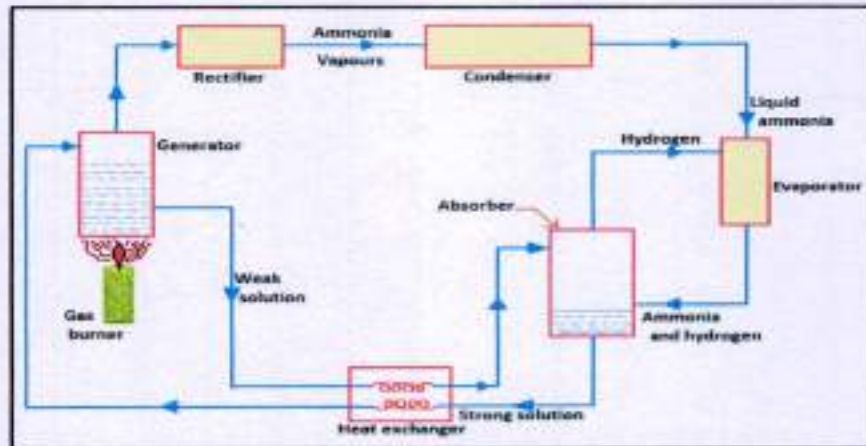 Ammonia
Vapours
Rectifier
Condenser
Liquid
ammonia
Generator
Hydrogen
Evaporator
Absorber
Weak
solution
Gas
burner
Ammonia
and hydrogen
Strong solution
Heat exchanger